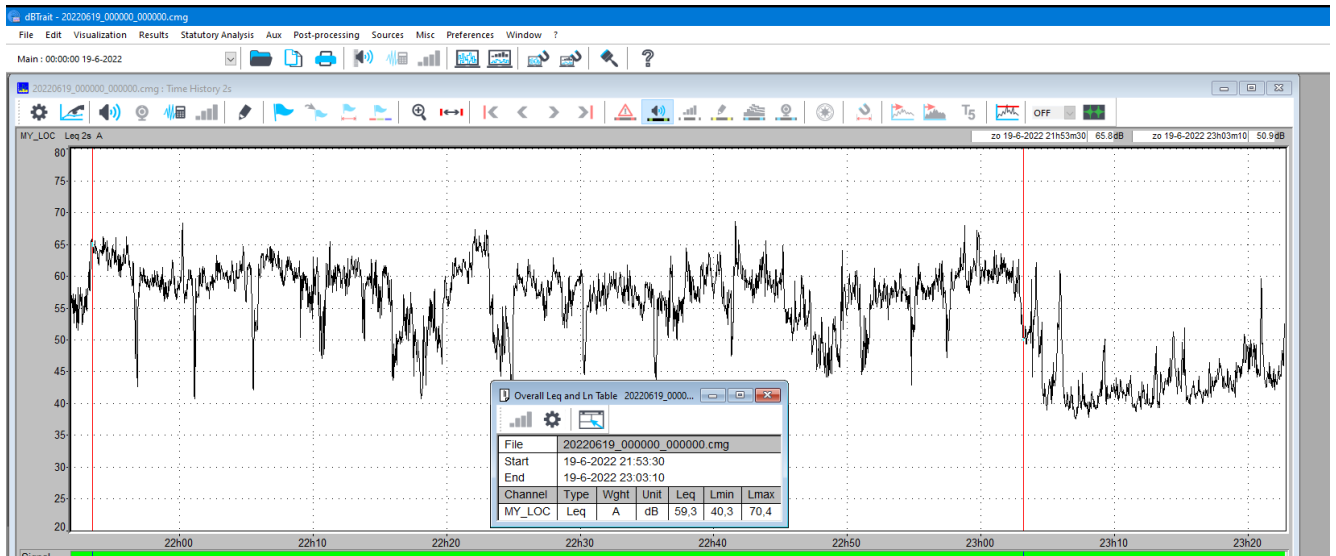 dBTrait - 20220619_000000_000000.cmg
File Edit Visualization Results Statutory Analysis Aux Post-processing Sources Misc Preferences Window ?
Main : 00:00:00 19-6-2022
20220619_000000_000000.cmg : Time History 2s
T5 OFF
MY_LOC Leq 2s A zo 19-6-2022 21h53m30 65.8dB zo 19-6-2022 23h03m10 50.9dB
80
75
70
65
60
55
50
45
40
35
30
25
20
Overall Leq and Ln Table 20220619_0000...
File 20220619_000000_000000.cmg
Start 19-6-2022 21:53:30
End 19-6-2022 23:03:10
Channel Type Wght Unit Leq Lmin Lmax
MY_LOC Leq A dB 59,3 40,3 70,4
22h00 22h10 22h20 22h30 22h40 22h50 23h00 23h10 23h20
Signal